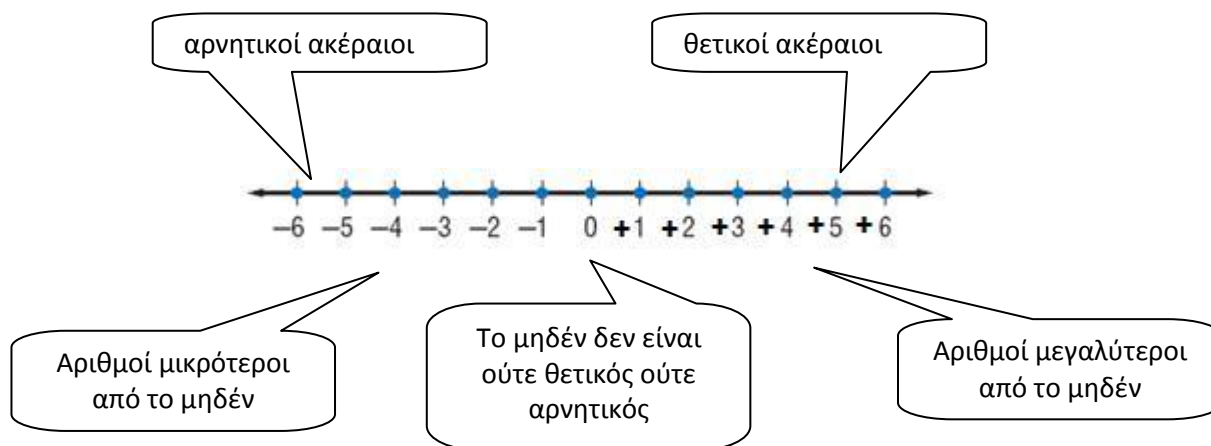 αρνητικοί ακέραιοι
θετικοί ακέραιοι
–6 –5 –4 –3 –2 –1 0 +1 +2 +3 +4 +5 +6
Αριθμοί μικρότεροι
από το μηδέν
Το μηδέν δεν είναι
ούτε θετικός ούτε
αρνητικός
Αριθμοί μεγαλύτεροι
από το μηδέν